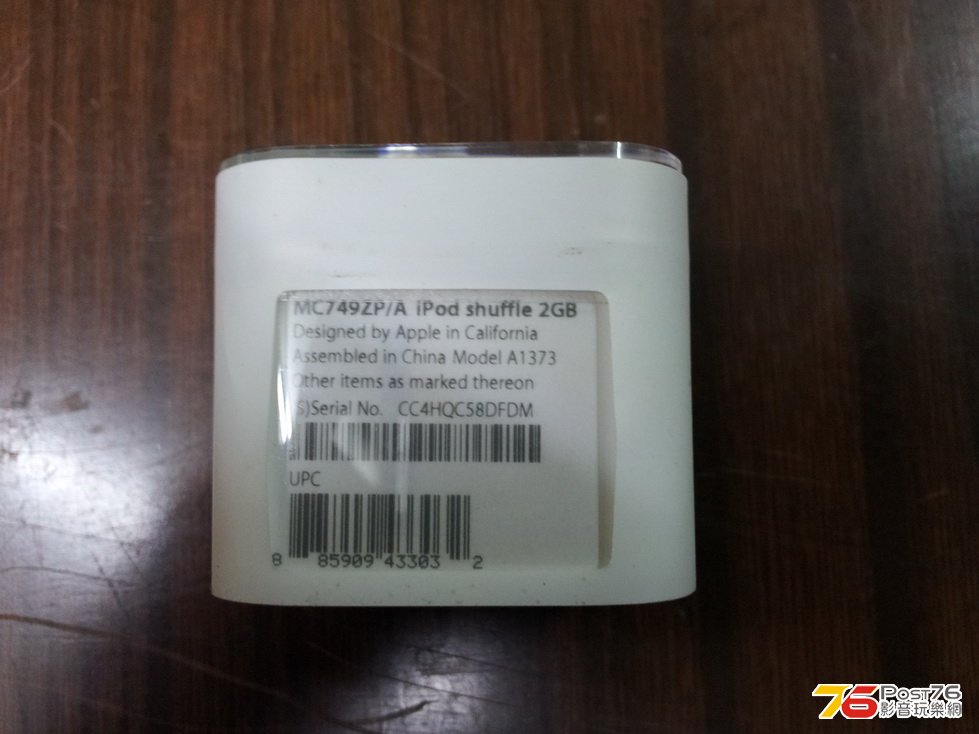 MC749ZP/A iPod shuffle 2GB
Designed by Apple in California
Assembled in China Model A1373
Other items as marked thereon
(S)Serial No. CC4HQC58DFDM
UPC
8 85909 43303 2
76 Post76
影音玩樂網